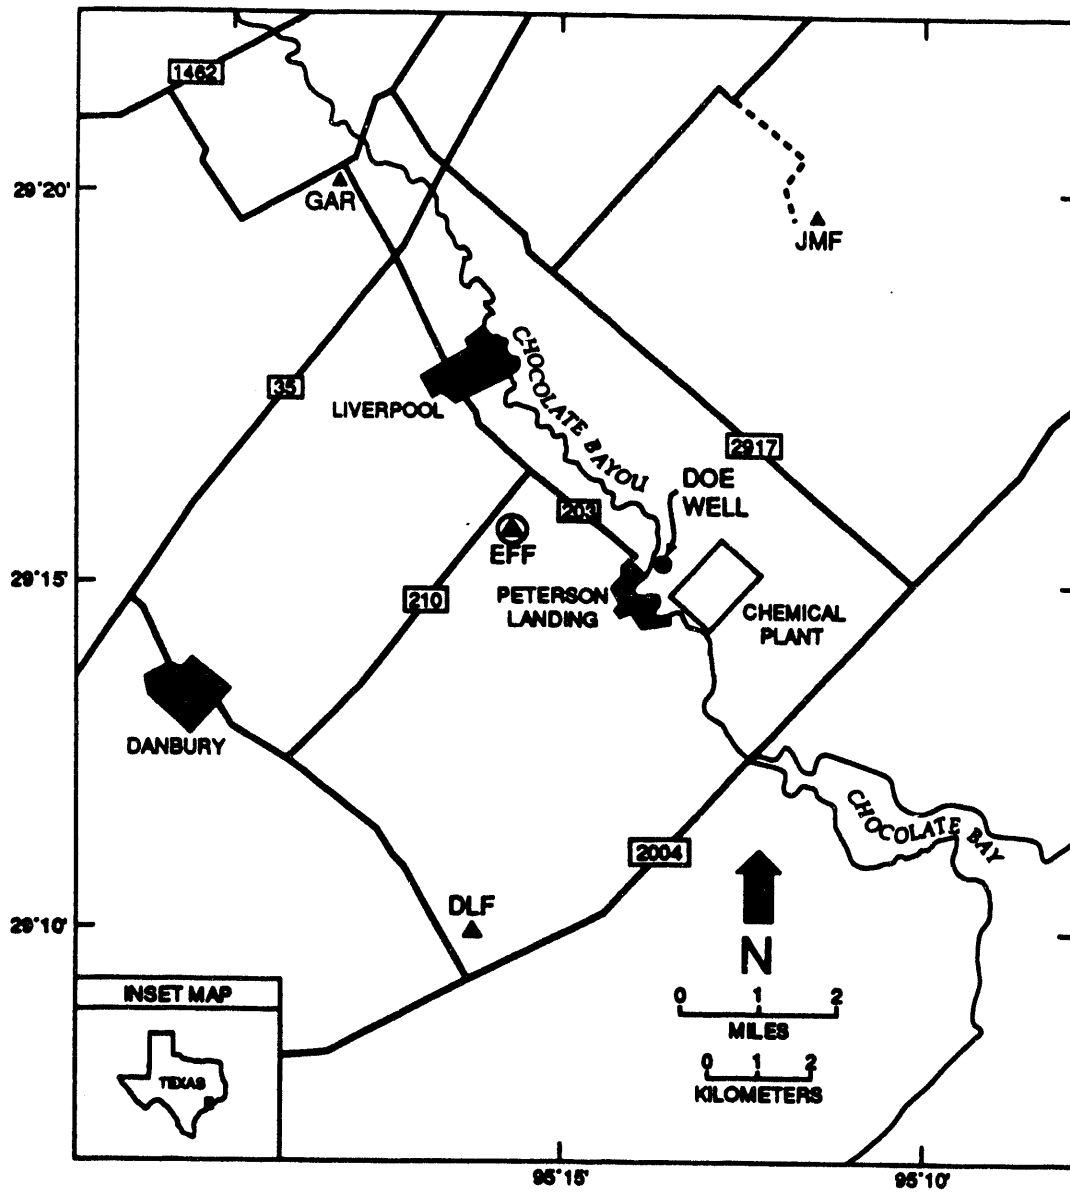 1462
29°20'
GAR
JMF
35
LIVERPOOL
CHOCOLATE BAYOU
2917
DOE
WELL
203
EFF
29°15'
210
PETERSON
LANDING
CHEMICAL
PLANT
DANBURY
CHOCOLATE BAY
2004
DLF
29°10'
N
INSET MAP
TEXAS
0 1 2
MILES
0 1 2
KILOMETERS
95°15'
95°10'